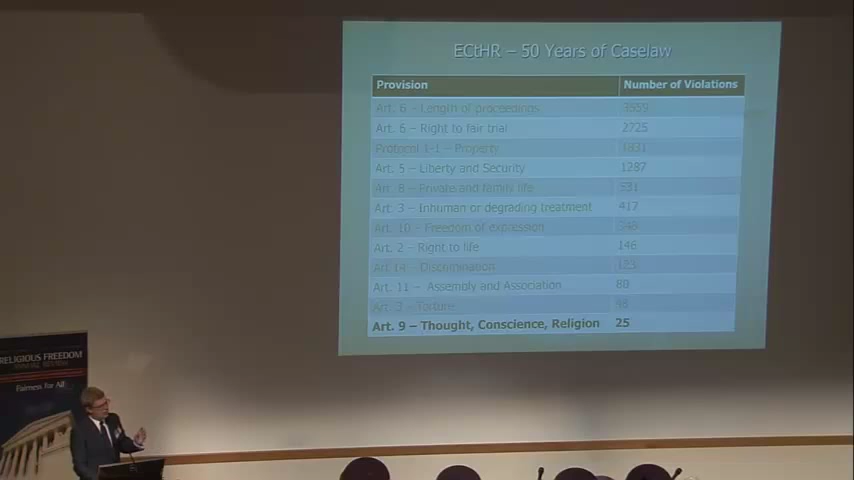 ECtHR – 50 Years of Caselaw
Provision Number of Violations
Art. 6 – Length of proceedings
Art. 6 – Right to fair trial 2725
Protocol 1-1 – Property
Art. 5 – Liberty and Security 1287
Art. 8 – Private and family life
Art. 3 – Inhuman or degrading treatment 417
Art. 10 – Freedom of expression
Art. 2 – Right to life 146
Art. 14 – Discrimination
Art. 11 – Assembly and Association 80
Art. 3 – Torture
Art. 9 – Thought, Conscience, Religion 25
RELIGIOUS FREEDOM
ANNUAL REVIEW
Fairness for All